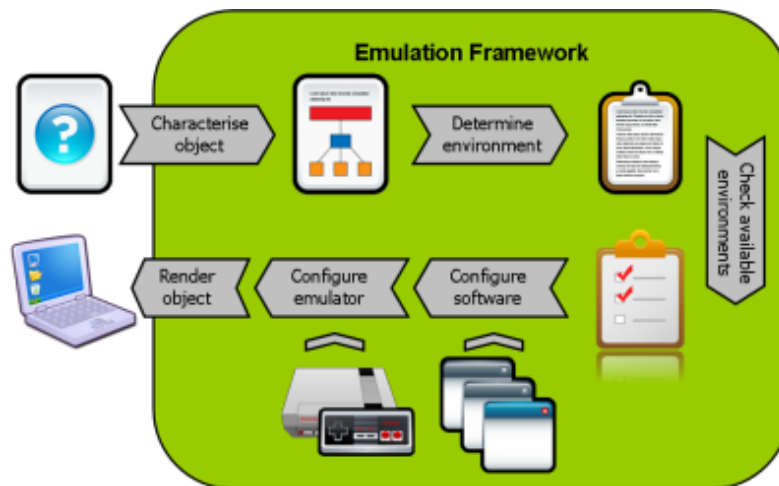 Emulation Framework
Characterise
object
Determine
environment
Check available
environments
Render
object
Configure
emulator
Configure
software